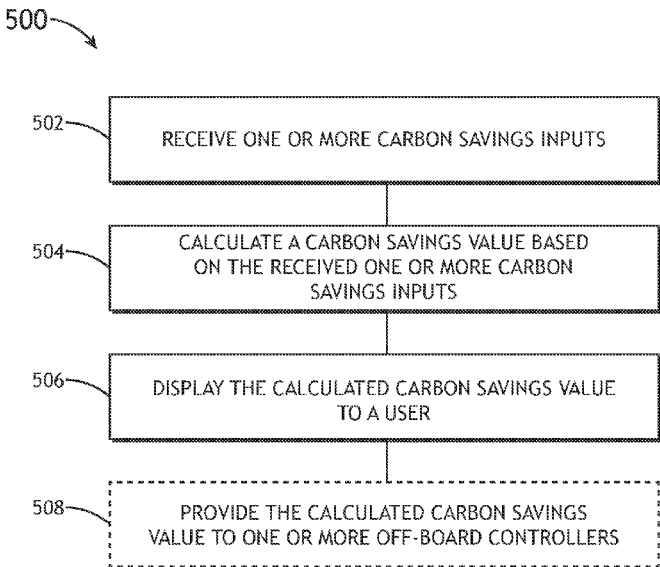 500
502
RECEIVE ONE OR MORE CARBON SAVINGS INPUTS
504
CALCULATE A CARBON SAVINGS VALUE BASED
ON THE RECEIVED ONE OR MORE CARBON
SAVINGS INPUTS
506
DISPLAY THE CALCULATED CARBON SAVINGS VALUE
TO A USER
508
PROVIDE THE CALCULATED CARBON SAVINGS
VALUE TO ONE OR MORE OFF-BOARD CONTROLLERS